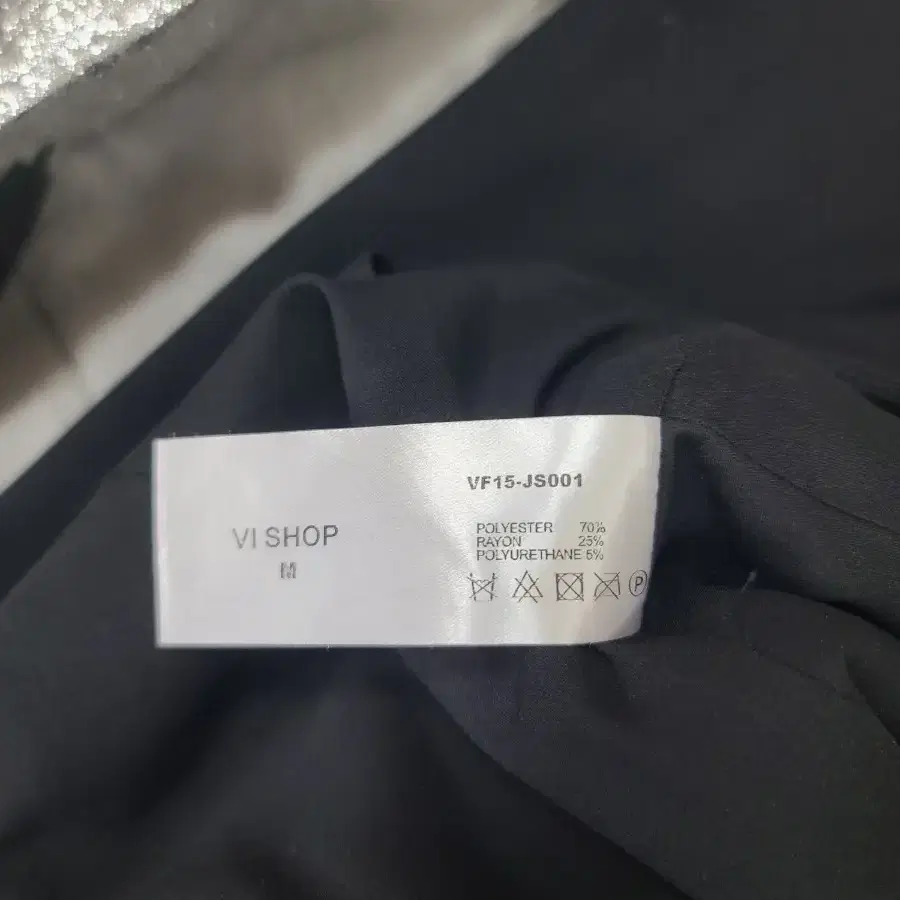 VI SHOP
M
VF15-JS001
POLYESTER 70%
RAYON 25%
POLYURETHANE 5%
P